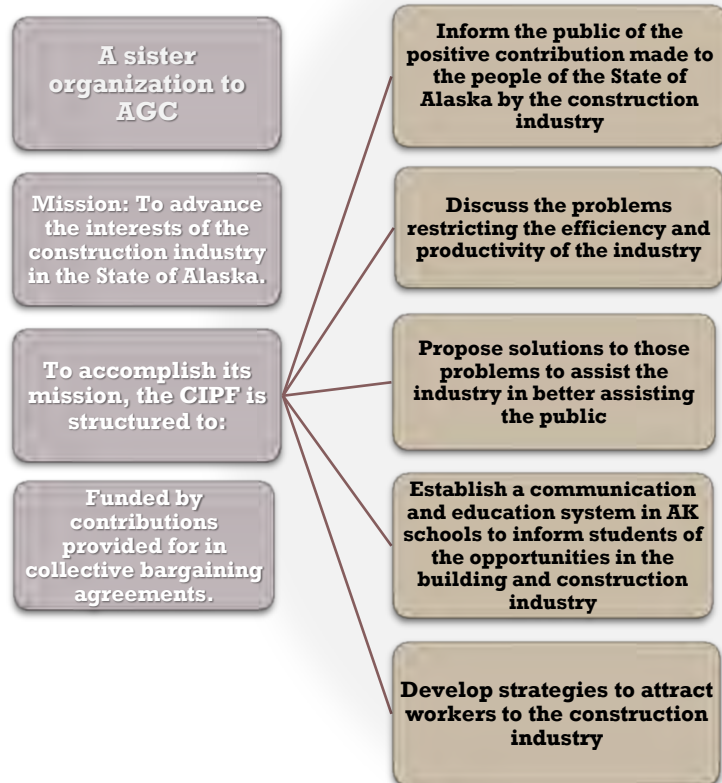 A sister
organization to
AGC
Mission: To advance
the interests of the
construction industry
in the State of Alaska.
To accomplish its
mission, the CIPF is
structured to:
Funded by
contributions
provided for in
collective bargaining
agreements.
Inform the public of the
positive contribution made to
the people of the State of
Alaska by the construction
industry
Discuss the problems
restricting the efficiency and
productivity of the industry
Propose solutions to those
problems to assist the
industry in better assisting
the public
Establish a communication
and education system in AK
schools to inform students of
the opportunities in the
building and construction
industry
Develop strategies to attract
workers to the construction
industry